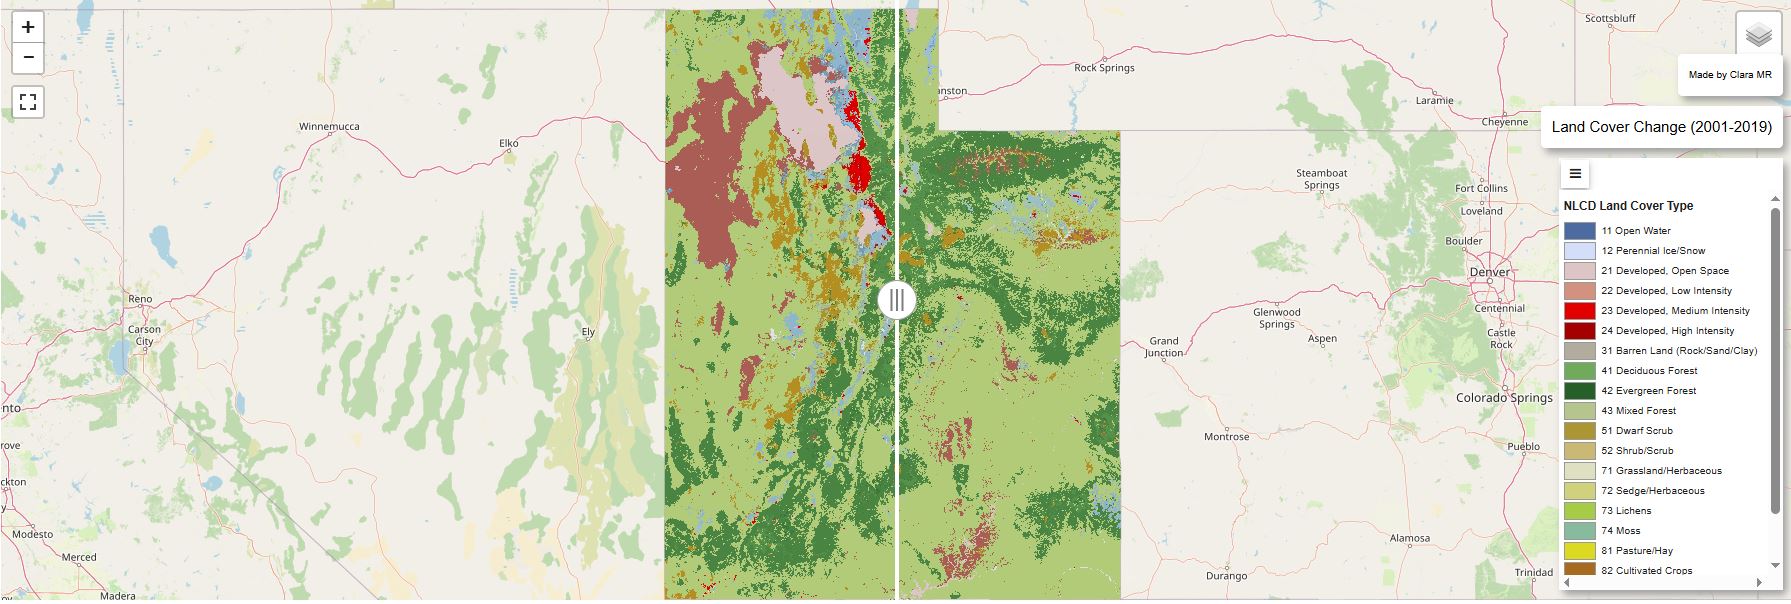 +
−
Scottsbluff
Rock Springs
anston
Laramie
Cheyenne
Made by Clara MR
Land Cover Change (2001-2019)
Winnemucca
Elko
Steamboat
Springs
Fort Collins
Loveland
Boulder
Denver
Reno
Carson
City
Ely
Glenwood
Springs
Centennial
Castle
Rock
Grand
Junction
Aspen
Colorado Springs
nto
Montrose
Pueblo
rove
ckton
y
Modesto
Merced
Madera
Alamosa
Durango
Trinidad
NLCD Land Cover Type
11 Open Water
12 Perennial Ice/Snow
21 Developed, Open Space
22 Developed, Low Intensity
23 Developed, Medium Intensity
24 Developed, High Intensity
31 Barren Land (Rock/Sand/Clay)
41 Deciduous Forest
42 Evergreen Forest
43 Mixed Forest
51 Dwarf Scrub
52 Shrub/Scrub
71 Grassland/Herbaceous
72 Sedge/Herbaceous
73 Lichens
74 Moss
81 Pasture/Hay
82 Cultivated Crops